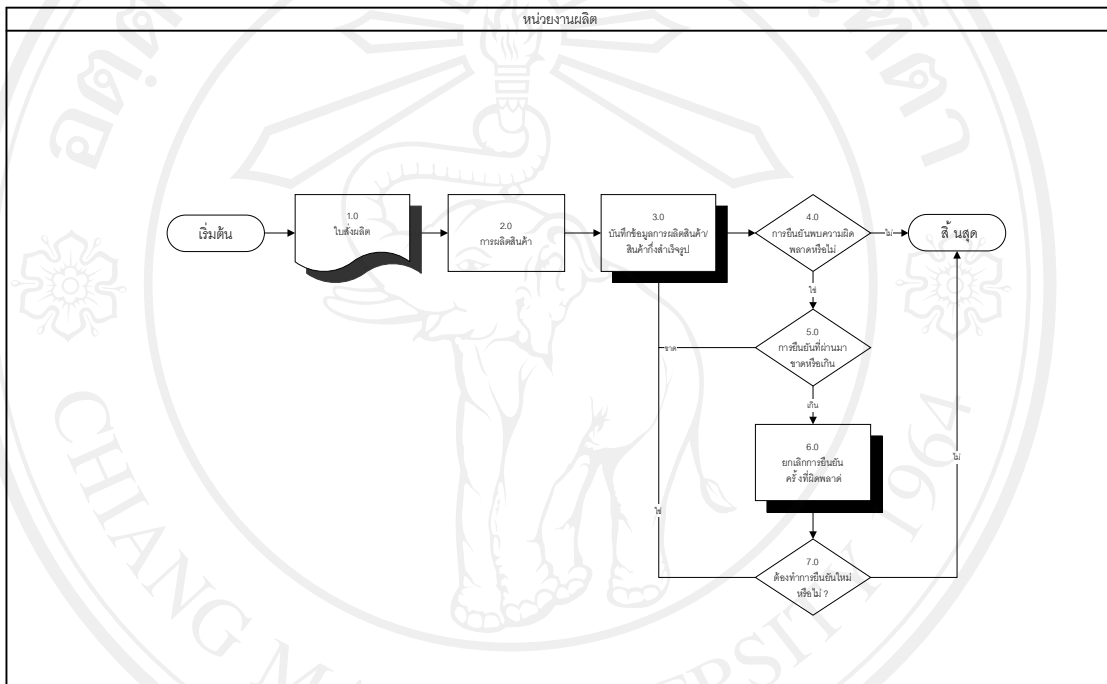 หน่วยงานผลิต
เริ่มต้น
1.0
ใบสั่งผลิต
2.0
การผลิตสินค้า
3.0
บันทึกข้อมูลการผลิตสินค้า/
สินค้ากึ่งสำเร็จรูป
4.0
การยืนยันพบความผิด
พลาดหรือไม่
ไม่
สิ้นสุด
ใช่
5.0
การยืนยันที่ผ่านมา
ขาดหรือเกิน
ขาด
เกิน
6.0
ยกเลิกการยืนยัน
ครั้งที่ผิดพลาด
ใช่
ไม่
7.0
ต้องทำการยืนยันใหม่
หรือไม่ ?
CHIANG MA
ERSITY 1964